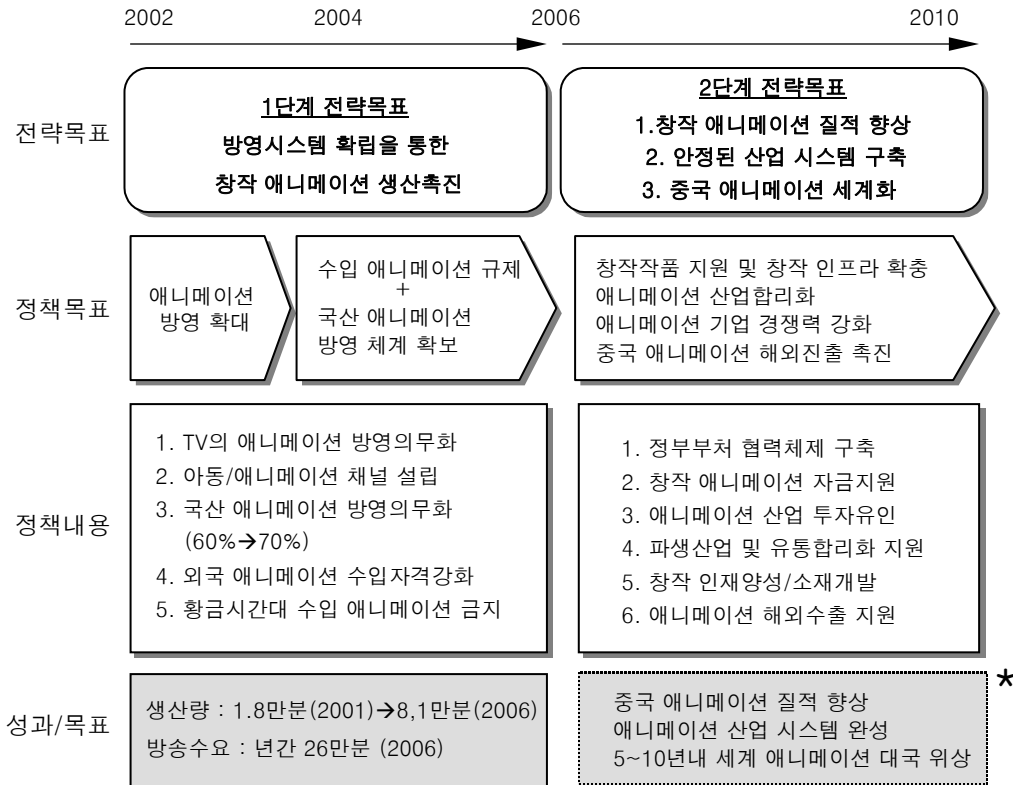 2002 2004 2006 2010
전략목표
1단계 전략목표
방영시스템 확립을 통한
창작 애니메이션 생산촉진
2단계 전략목표
1.창작 애니메이션 질적 향상
2. 안정된 산업 시스템 구축
3. 중국 애니메이션 세계화
정책목표
애니메이션
방영 확대
수입 애니메이션 규제
+
국산 애니메이션
방영 체계 확보
창작작품 지원 및 창작 인프라 확충
애니메이션 산업합리화
애니메이션 기업 경쟁력 강화
중국 애니메이션 해외진출 촉진
정책내용
1. TV의 애니메이션 방영의무화
2. 아동/애니메이션 채널 설립
3. 국산 애니메이션 방영의무화
(60%→70%)
4. 외국 애니메이션 수입자격강화
5. 황금시간대 수입 애니메이션 금지
1. 정부부처 협력체제 구축
2. 창작 애니메이션 자금지원
3. 애니메이션 산업 투자유인
4. 파생산업 및 유통합리화 지원
5. 창작 인재양성/소재개발
6. 애니메이션 해외수출 지원
성과/목표
생산량 : 1.8만분(2001)→8,1만분(2006)
방송수요 : 년간 26만분 (2006)
*
중국 애니메이션 질적 향상
애니메이션 산업 시스템 완성
5~10년내 세계 애니메이션 대국 위상